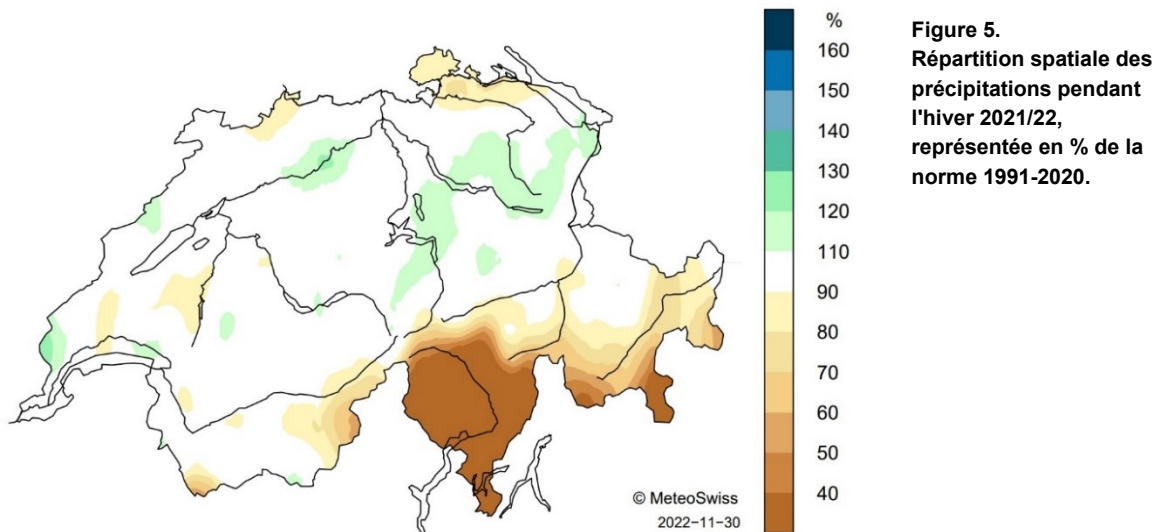 %
160
150
140
130
120
110
90
80
70
60
50
40
© MeteoSwiss
2022-11-30
Figure 5.
Répartition spatiale des
précipitations pendant
l'hiver 2021/22,
représentée en % de la
norme 1991-2020.